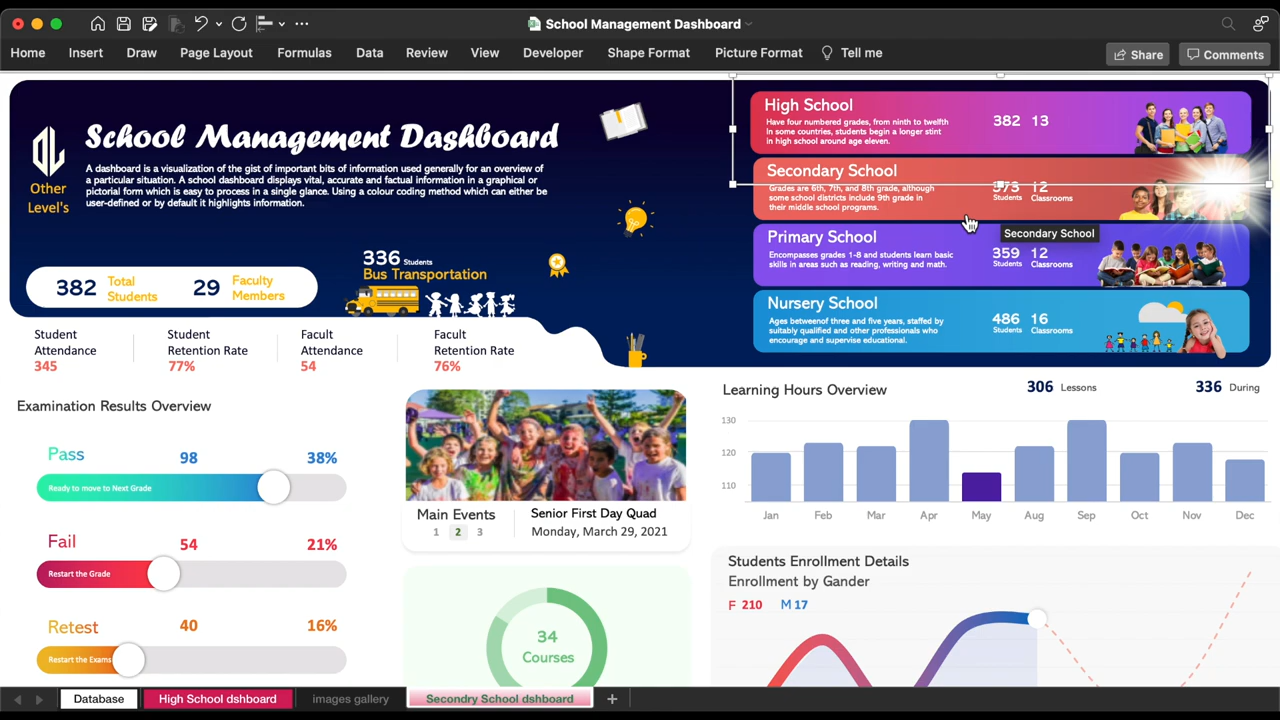 School Management Dashboard
Home Insert Draw Page Layout Formulas Data Review View Developer Shape Format Picture Format Tell me
Share Comments
School Management Dashboard
A dashboard is a visualization of the gist of important bits of information used generally for an overview of
a particular situation. A school dashboard displays vital, accurate and factual information in a graphical or
pictorial form which is easy to process in a single glance. Using a colour coding method which can either be
user-defined or by default it highlights information.
Other
Level's
382 Total
Students
29 Faculty
Members
336 Students
Bus Transportation
High School
Have four numbered grades, from ninth to twelfth
In some countries, students begin a longer stint
in high school around age eleven.
382 13
Secondary School
Grades are 6th, 7th, and 8th grade, although
some school districts include 9th grade in
their middle school programs.
573 12
Students Classrooms
Secondary School
Primary School
Encompasses grades 1-8 and students learn basic
skills in areas such as reading, writing and math.
359 12
Students Classrooms
Nursery School
Ages betweenof three and five years, staffed by
suitably qualified and other professionals who
encourage and supervise educational.
486 16
Students Classrooms
Student
Attendance
345
Student
Retention Rate
77%
Facult
Attendance
54
Facult
Retention Rate
76%
Examination Results Overview
Pass 98 38%
Ready to move to Next Grade
Fail 54 21%
Restart the Grade
Retest 40 16%
Restart the Exams
Main Events
1 2 3
Senior First Day Quad
Monday, March 29, 2021
34
Courses
Learning Hours Overview
306 Lessons
336 During
130
120
110
Jan Feb Mar Apr May Aug Sep Oct Nov Dec
Students Enrollment Details
Enrollment by Gander
F 210 M 17
Database High School dshboard images gallery Secondry School dshboard